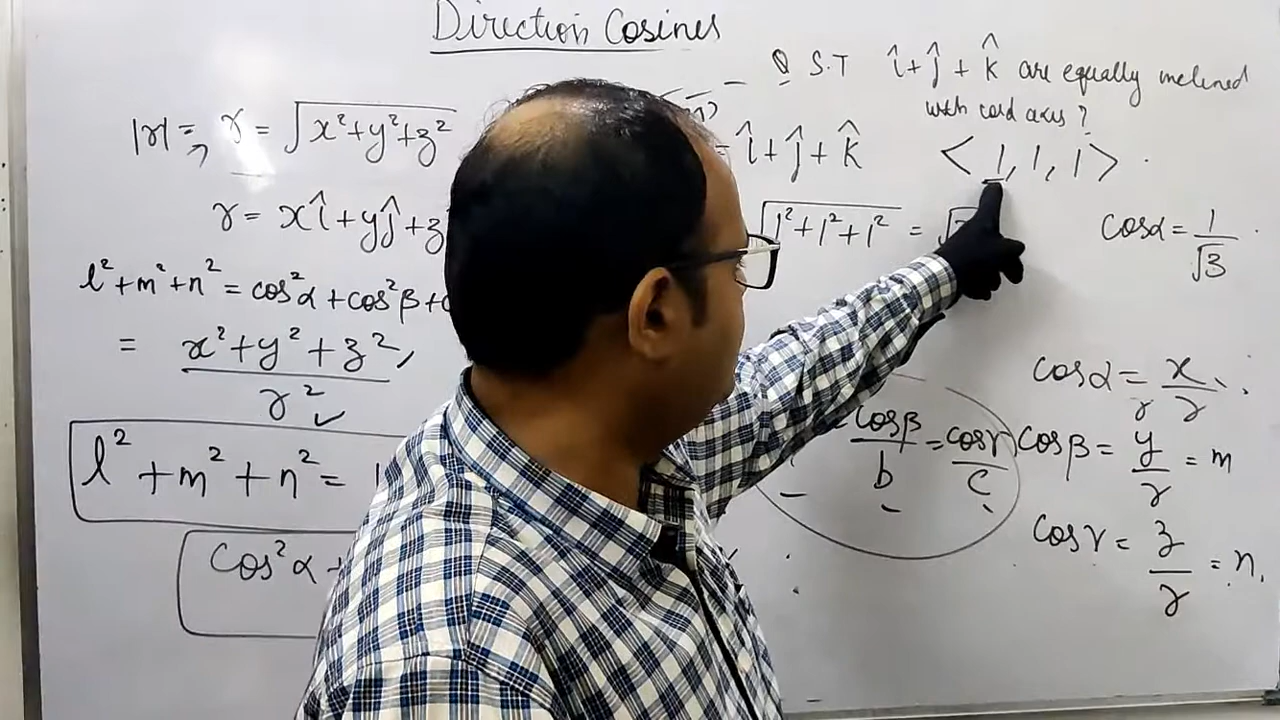 Direction Cosines
|r| = r = √x²+y²+z²
r = xî+yĵ+z
l²+m²+n² = cos²α + cos²β +
= x²+y²+z² / r²
l²+m²+n² =
Cos²α
Q S.T î+ĵ+k̂ are equally inclined
with cord axis?
= î+ĵ+k̂
<1, 1, 1>
√1²+1²+1² = √
Cosα = 1/√3
cosβ/b = cosγ/c
Cosα = x/r
Cosβ = y/r = m
Cosγ = z/r = n